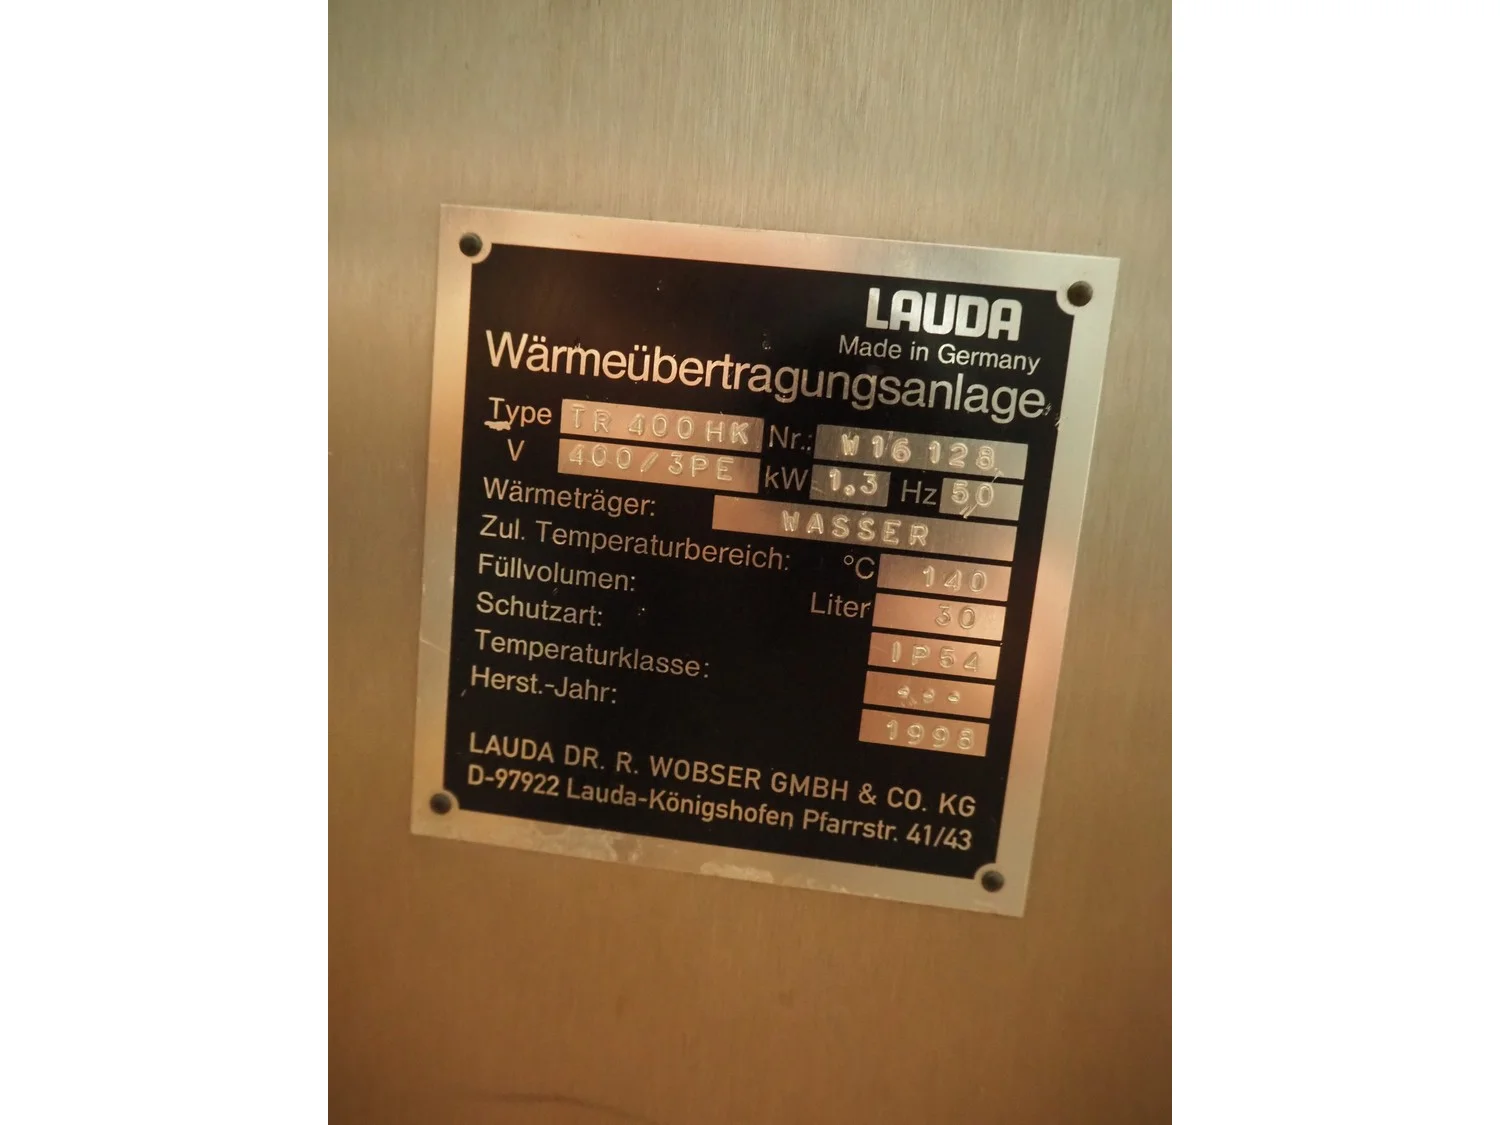 LAUDA
Made in Germany
Wärmeübertragungsanlage
Type TR 400 HK Nr.: W16 128
V 400/3PE kW 1.3 Hz 50
Wärmeträger: WASSER
Zul. Temperaturbereich: °C 140
Füllvolumen: Liter 30
Schutzart: IP54
Temperaturklasse: ---
Herst.-Jahr: 1998
LAUDA DR. R. WOBSER GMBH & CO. KG
D-97922 Lauda-Königshofen Pfarrstr. 41/43